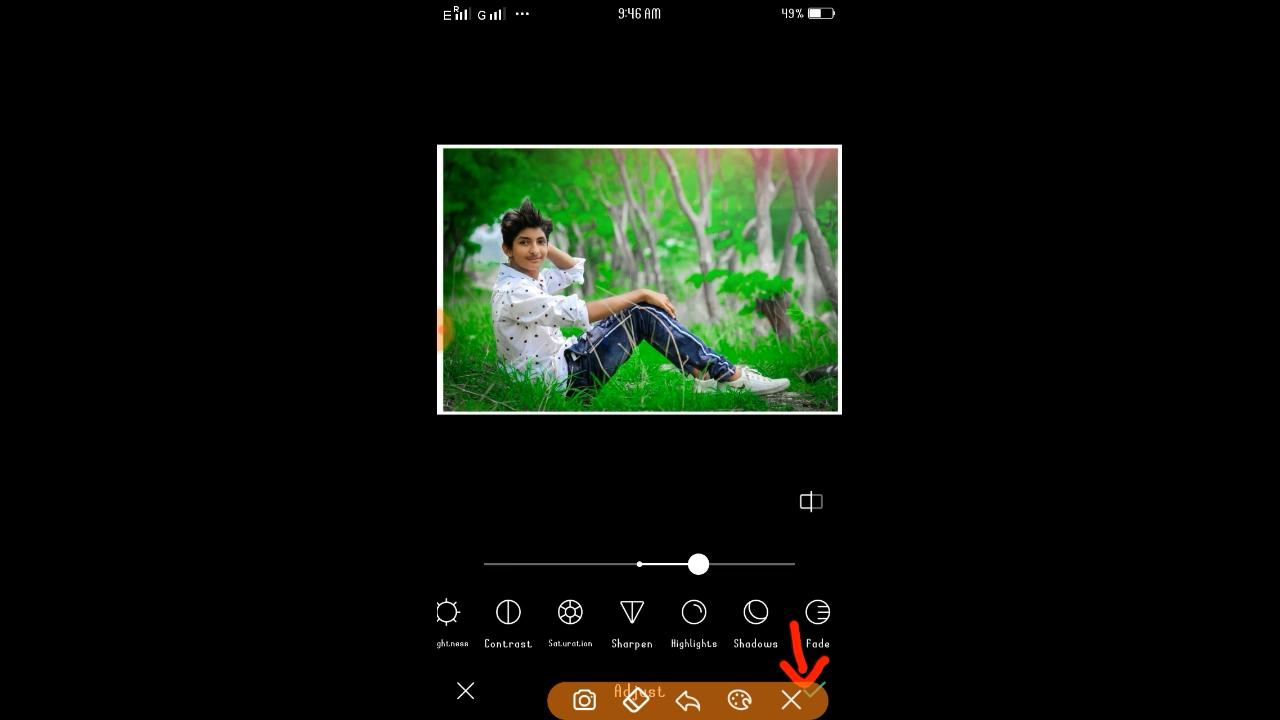 E R G ... 9:46 AM 49%
ghtness Contrast Saturation Sharpen Highlights Shadows Fade
Adjust